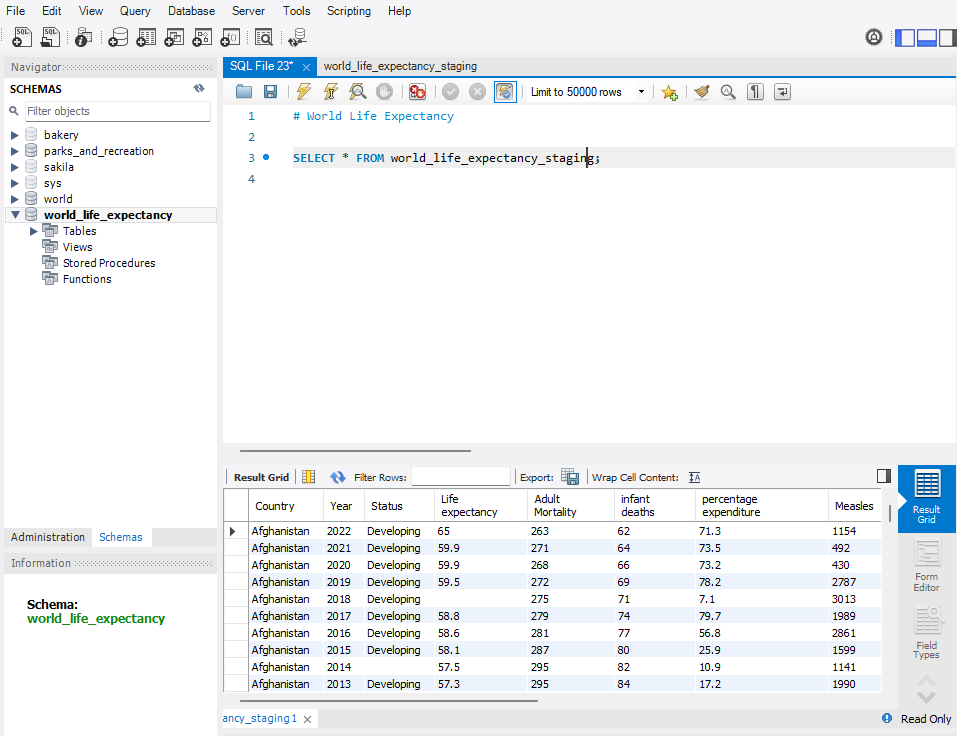 File Edit View Query Database Server Tools Scripting Help
Navigator
SCHEMAS
Filter objects
bakery
parks_and_recreation
sakila
sys
world
world_life_expectancy
Tables
Views
Stored Procedures
Functions
Administration Schemas
Information
Schema:
world_life_expectancy
SQL File 23* world_life_expectancy_staging
Limit to 50000 rows
1 # World Life Expectancy
2
3 SELECT * FROM world_life_expectancy_staging;
4
Result Grid Filter Rows: Export: Wrap Cell Content:
Country Year Status Life expectancy Adult Mortality infant deaths percentage expenditure Measles
Afghanistan 2022 Developing 65 263 62 71.3 1154
Afghanistan 2021 Developing 59.9 271 64 73.5 492
Afghanistan 2020 Developing 59.9 268 66 73.2 430
Afghanistan 2019 Developing 59.5 272 69 78.2 2787
Afghanistan 2018 Developing 275 71 7.1 3013
Afghanistan 2017 Developing 58.8 279 74 79.7 1989
Afghanistan 2016 Developing 58.6 281 77 56.8 2861
Afghanistan 2015 Developing 58.1 287 80 25.9 1599
Afghanistan 2014 57.5 295 82 10.9 1141
Afghanistan 2013 Developing 57.3 295 84 17.2 1990
Result
Grid
Form
Editor
Field
Types
ancy_staging 1
Read Only